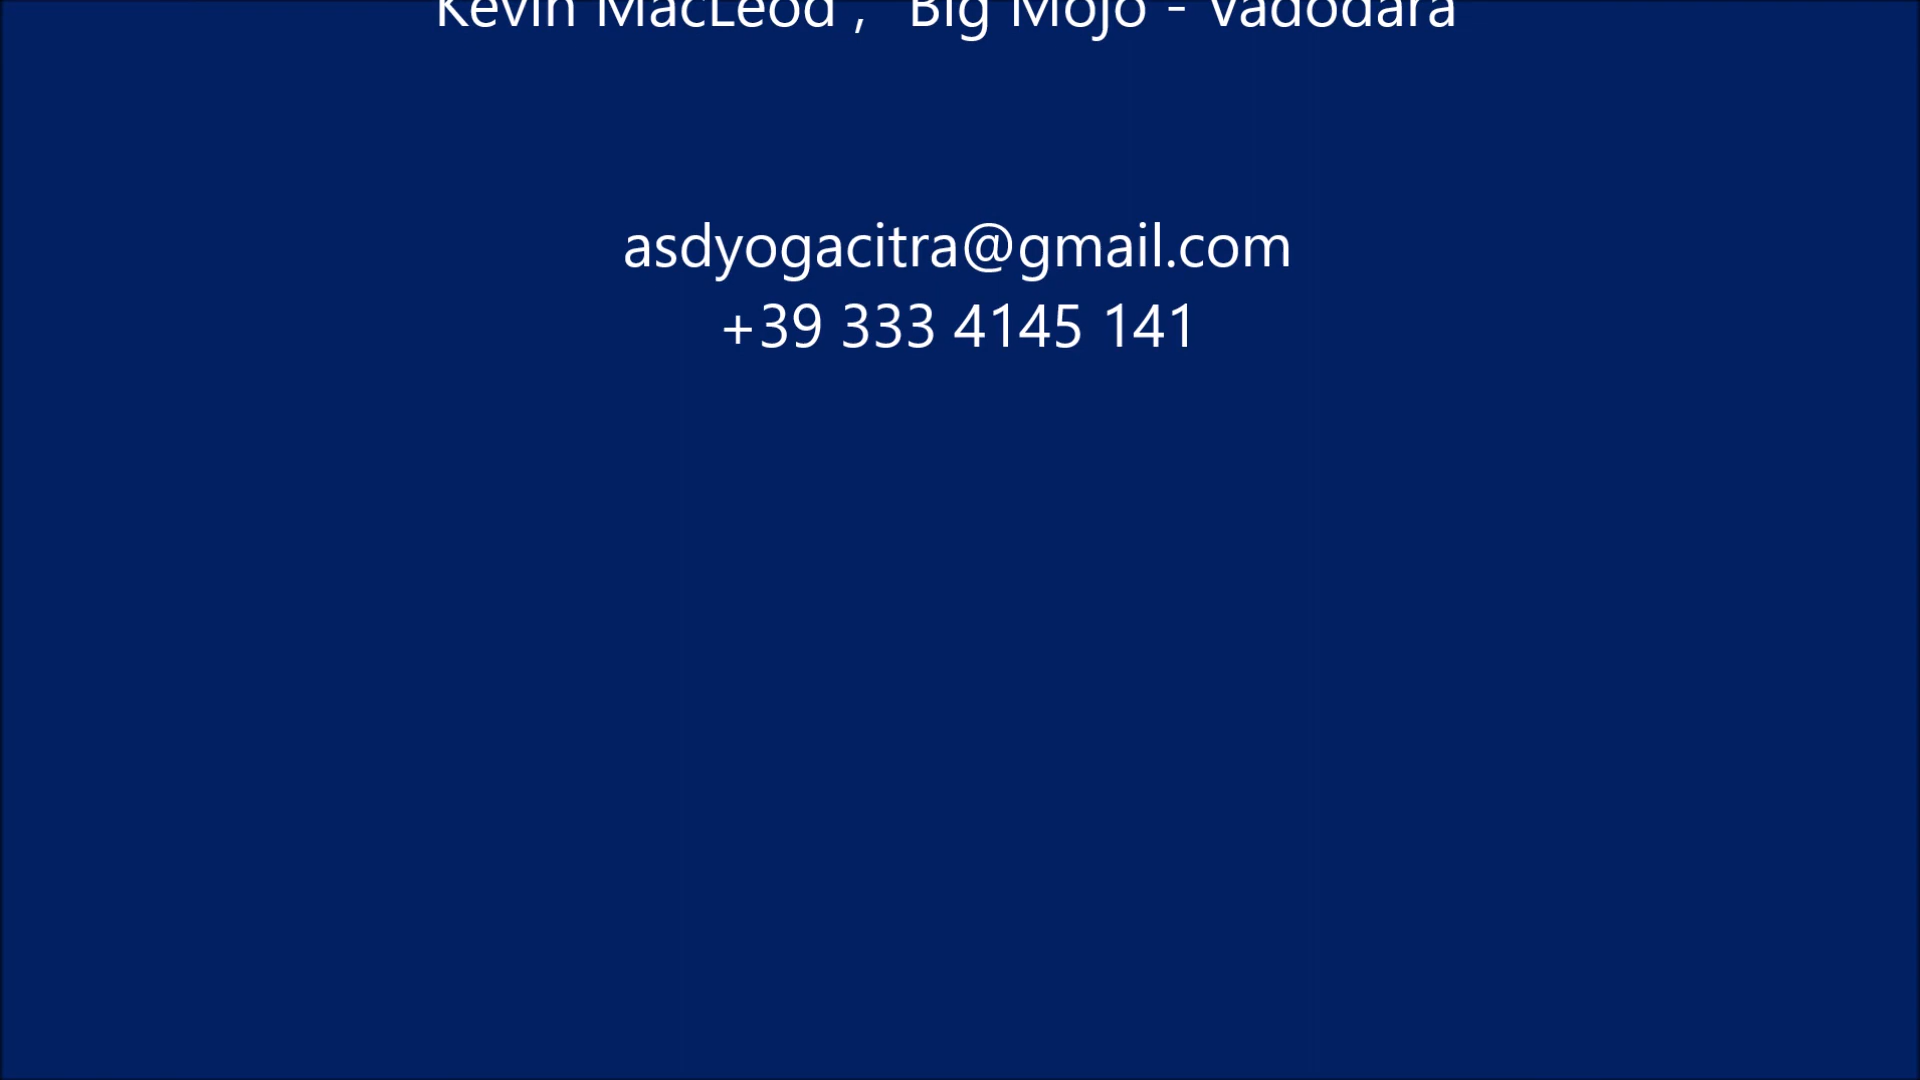 Kevin MacLeod , Big Mojo - Vadodara
asdyogacitra@gmail.com
+39 333 4145 141